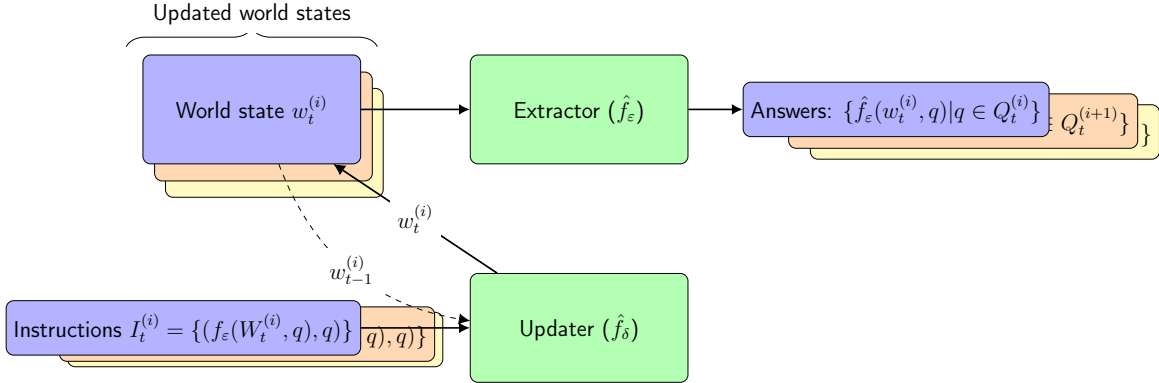 Updated world states
World state $w_t^{(i)}$
Extractor ($\hat{f}_\varepsilon$)
Answers: $\{\hat{f}_\varepsilon(w_t^{(i)}, q)|q \in Q_t^{(i)}\}$
$\in Q_t^{(i+1)}\}$
}
$w_t^{(i)}$
$w_{t-1}^{(i)}$
Instructions $I_t^{(i)} = \{(f_\varepsilon(W_t^{(i)}, q), q)\}$
$q), q)\}$
Updater ($\hat{f}_\delta$)